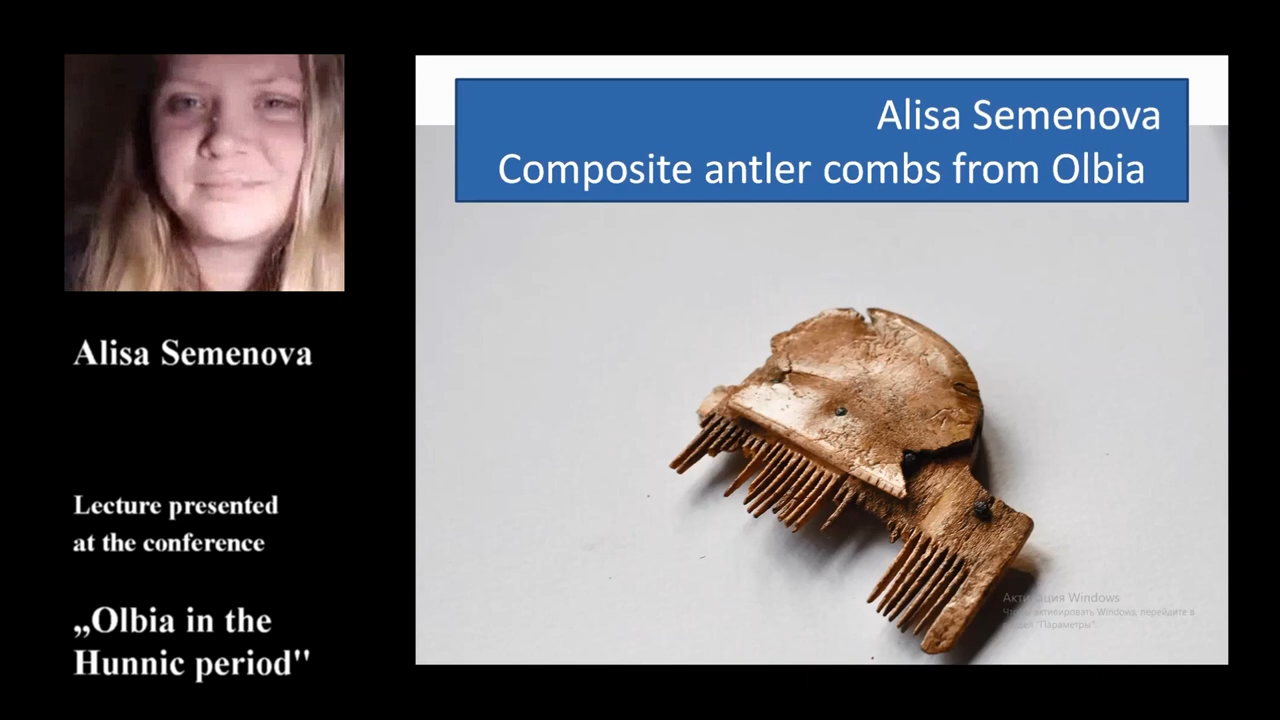 Alisa Semenova
Lecture presented
at the conference
„Olbia in the
Hunnic period"
Alisa Semenova
Composite antler combs from Olbia
Активация Windows
Чтобы активировать Windows, перейдите в
"Параметры".